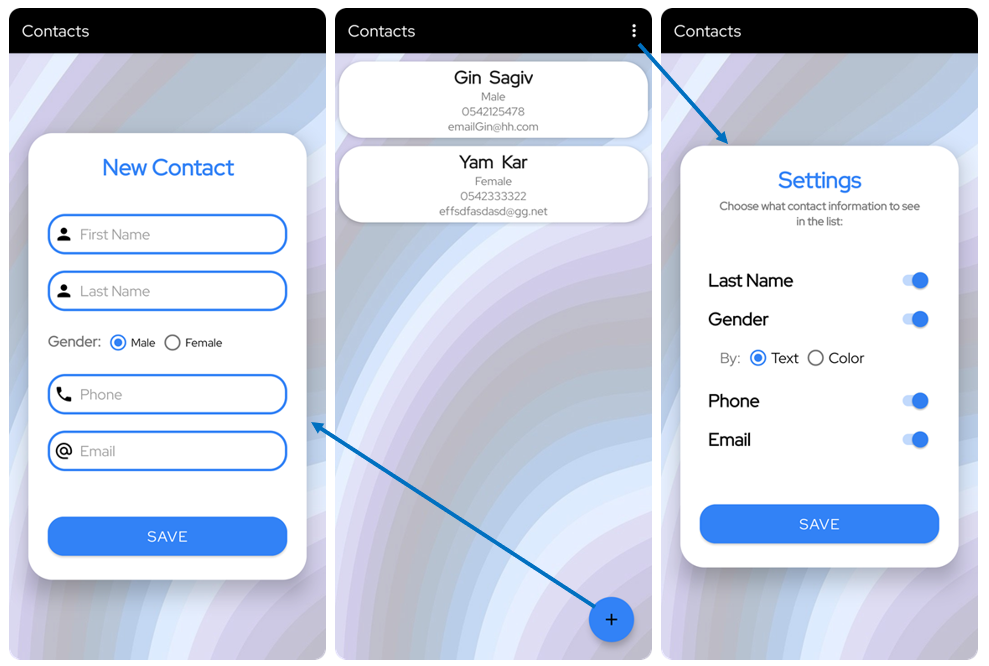 Contacts
New Contact
First Name
Last Name
Gender: Male Female
Phone
@ Email
SAVE
Contacts
Gin Sagiv
Male
0542125478
emailGin@hh.com
Yam Kar
Female
0542333322
effsdfasdasd@gg.net
+
Contacts
Settings
Choose what contact information to see
in the list:
Last Name
Gender
By: Text Color
Phone
Email
SAVE